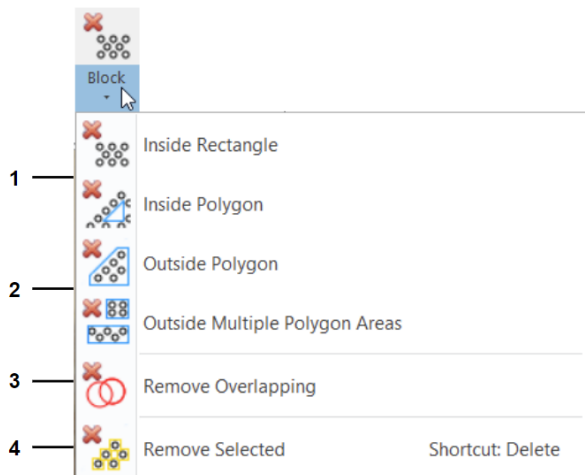 Block
Inside Rectangle
1
Inside Polygon
Outside Polygon
2
Outside Multiple Polygon Areas
3 Remove Overlapping
4 Remove Selected Shortcut: Delete